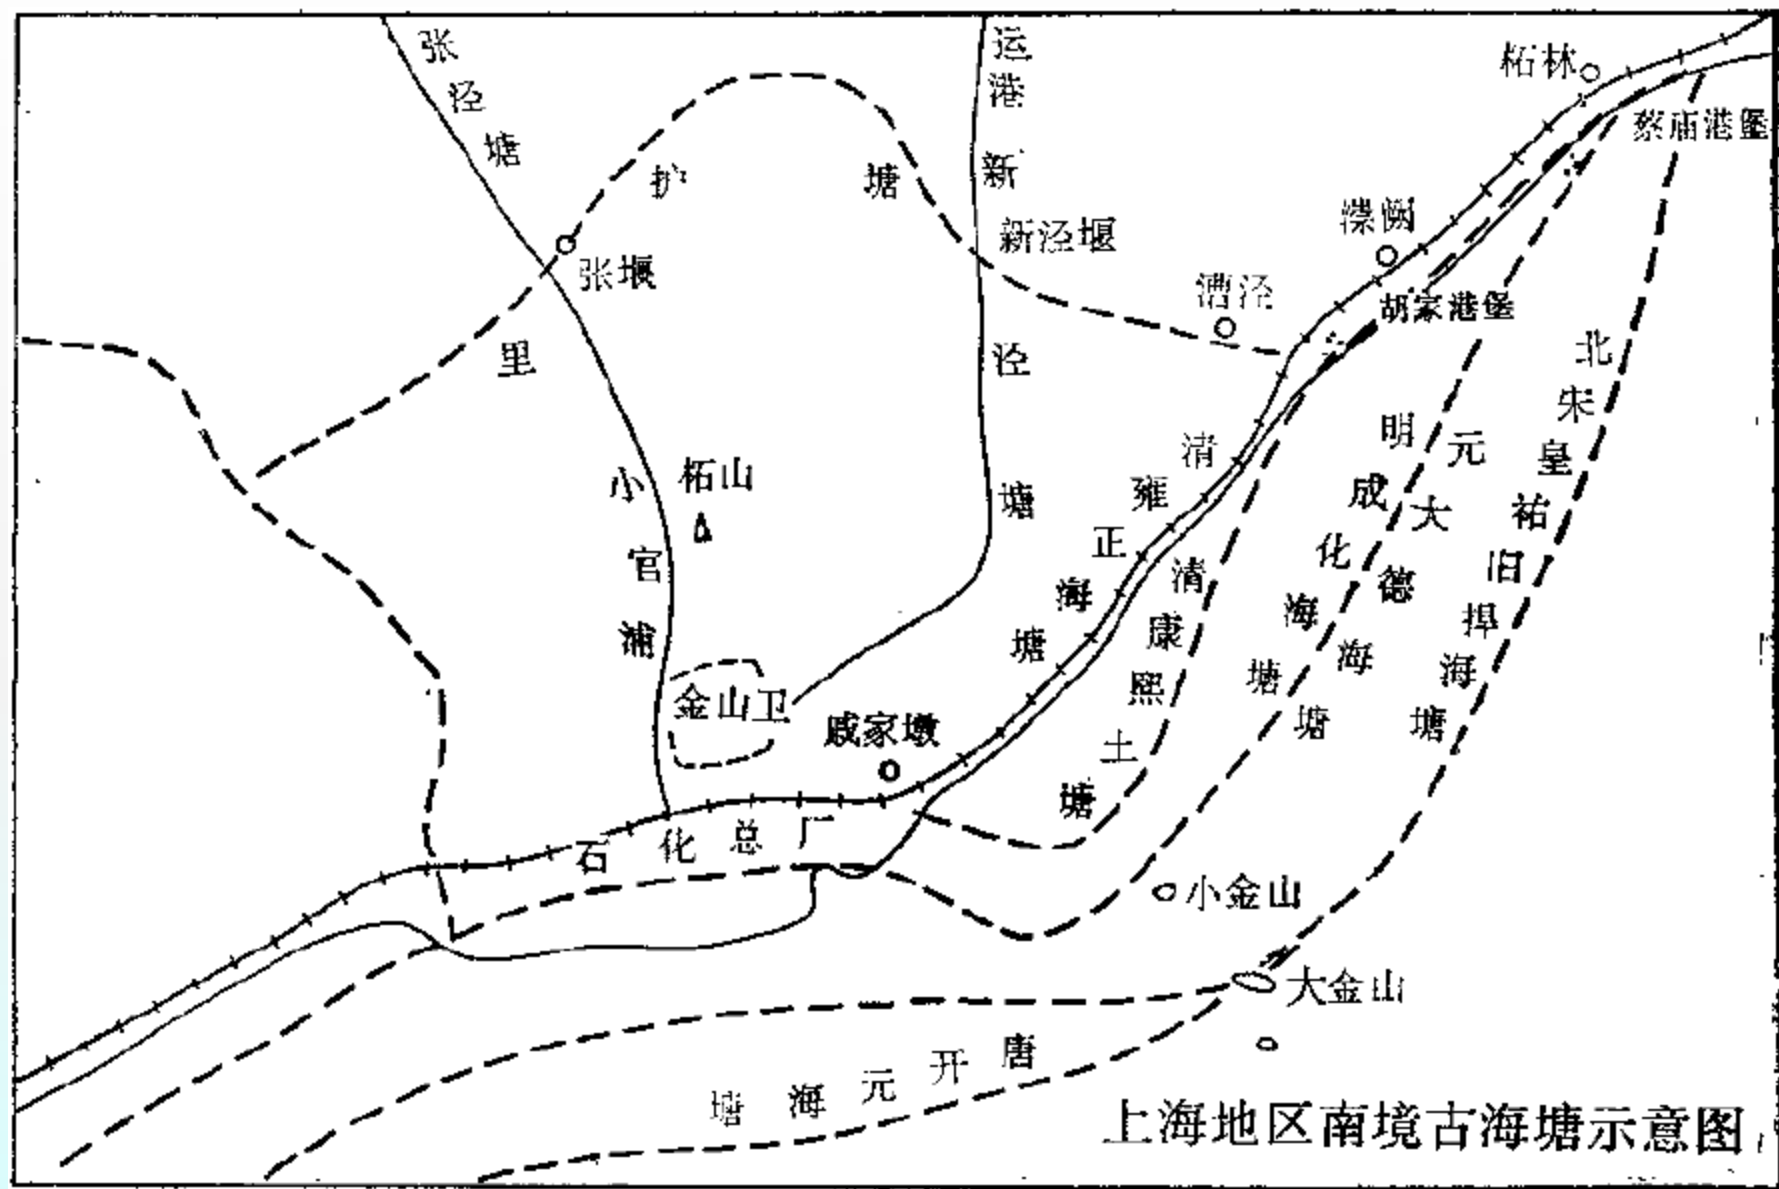 张泾塘
运港新泾塘
柘林
蔡庙港堡
里护塘
漴阙
新泾堰
张堰
漕泾
胡家港堡
小官浦
柘山
金山卫
戚家墩
石化总厂
清雍正海塘
清康熙土塘
明成化海塘
元大德海塘
北宋皇祐旧捍海塘
小金山
大金山
塘海元开唐
上海地区南境古海塘示意图